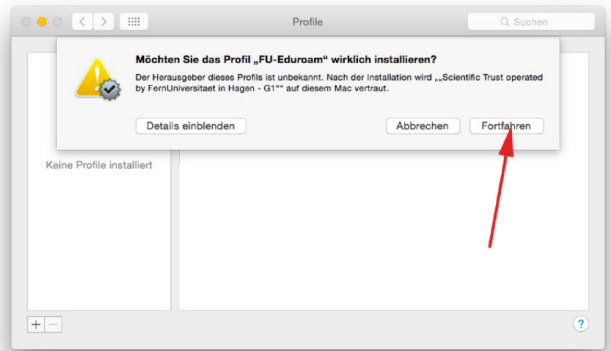 Profile
Suchen
Möchten Sie das Profil „FU-Eduroam“ wirklich installieren?
Der Herausgeber dieses Profils ist unbekannt. Nach der Installation wird „„Scientific Trust operated
by FernUniversitaet in Hagen - G1““ auf diesem Mac vertraut.
Details einblenden
Abbrechen
Fortfahren
Keine Profile installiert